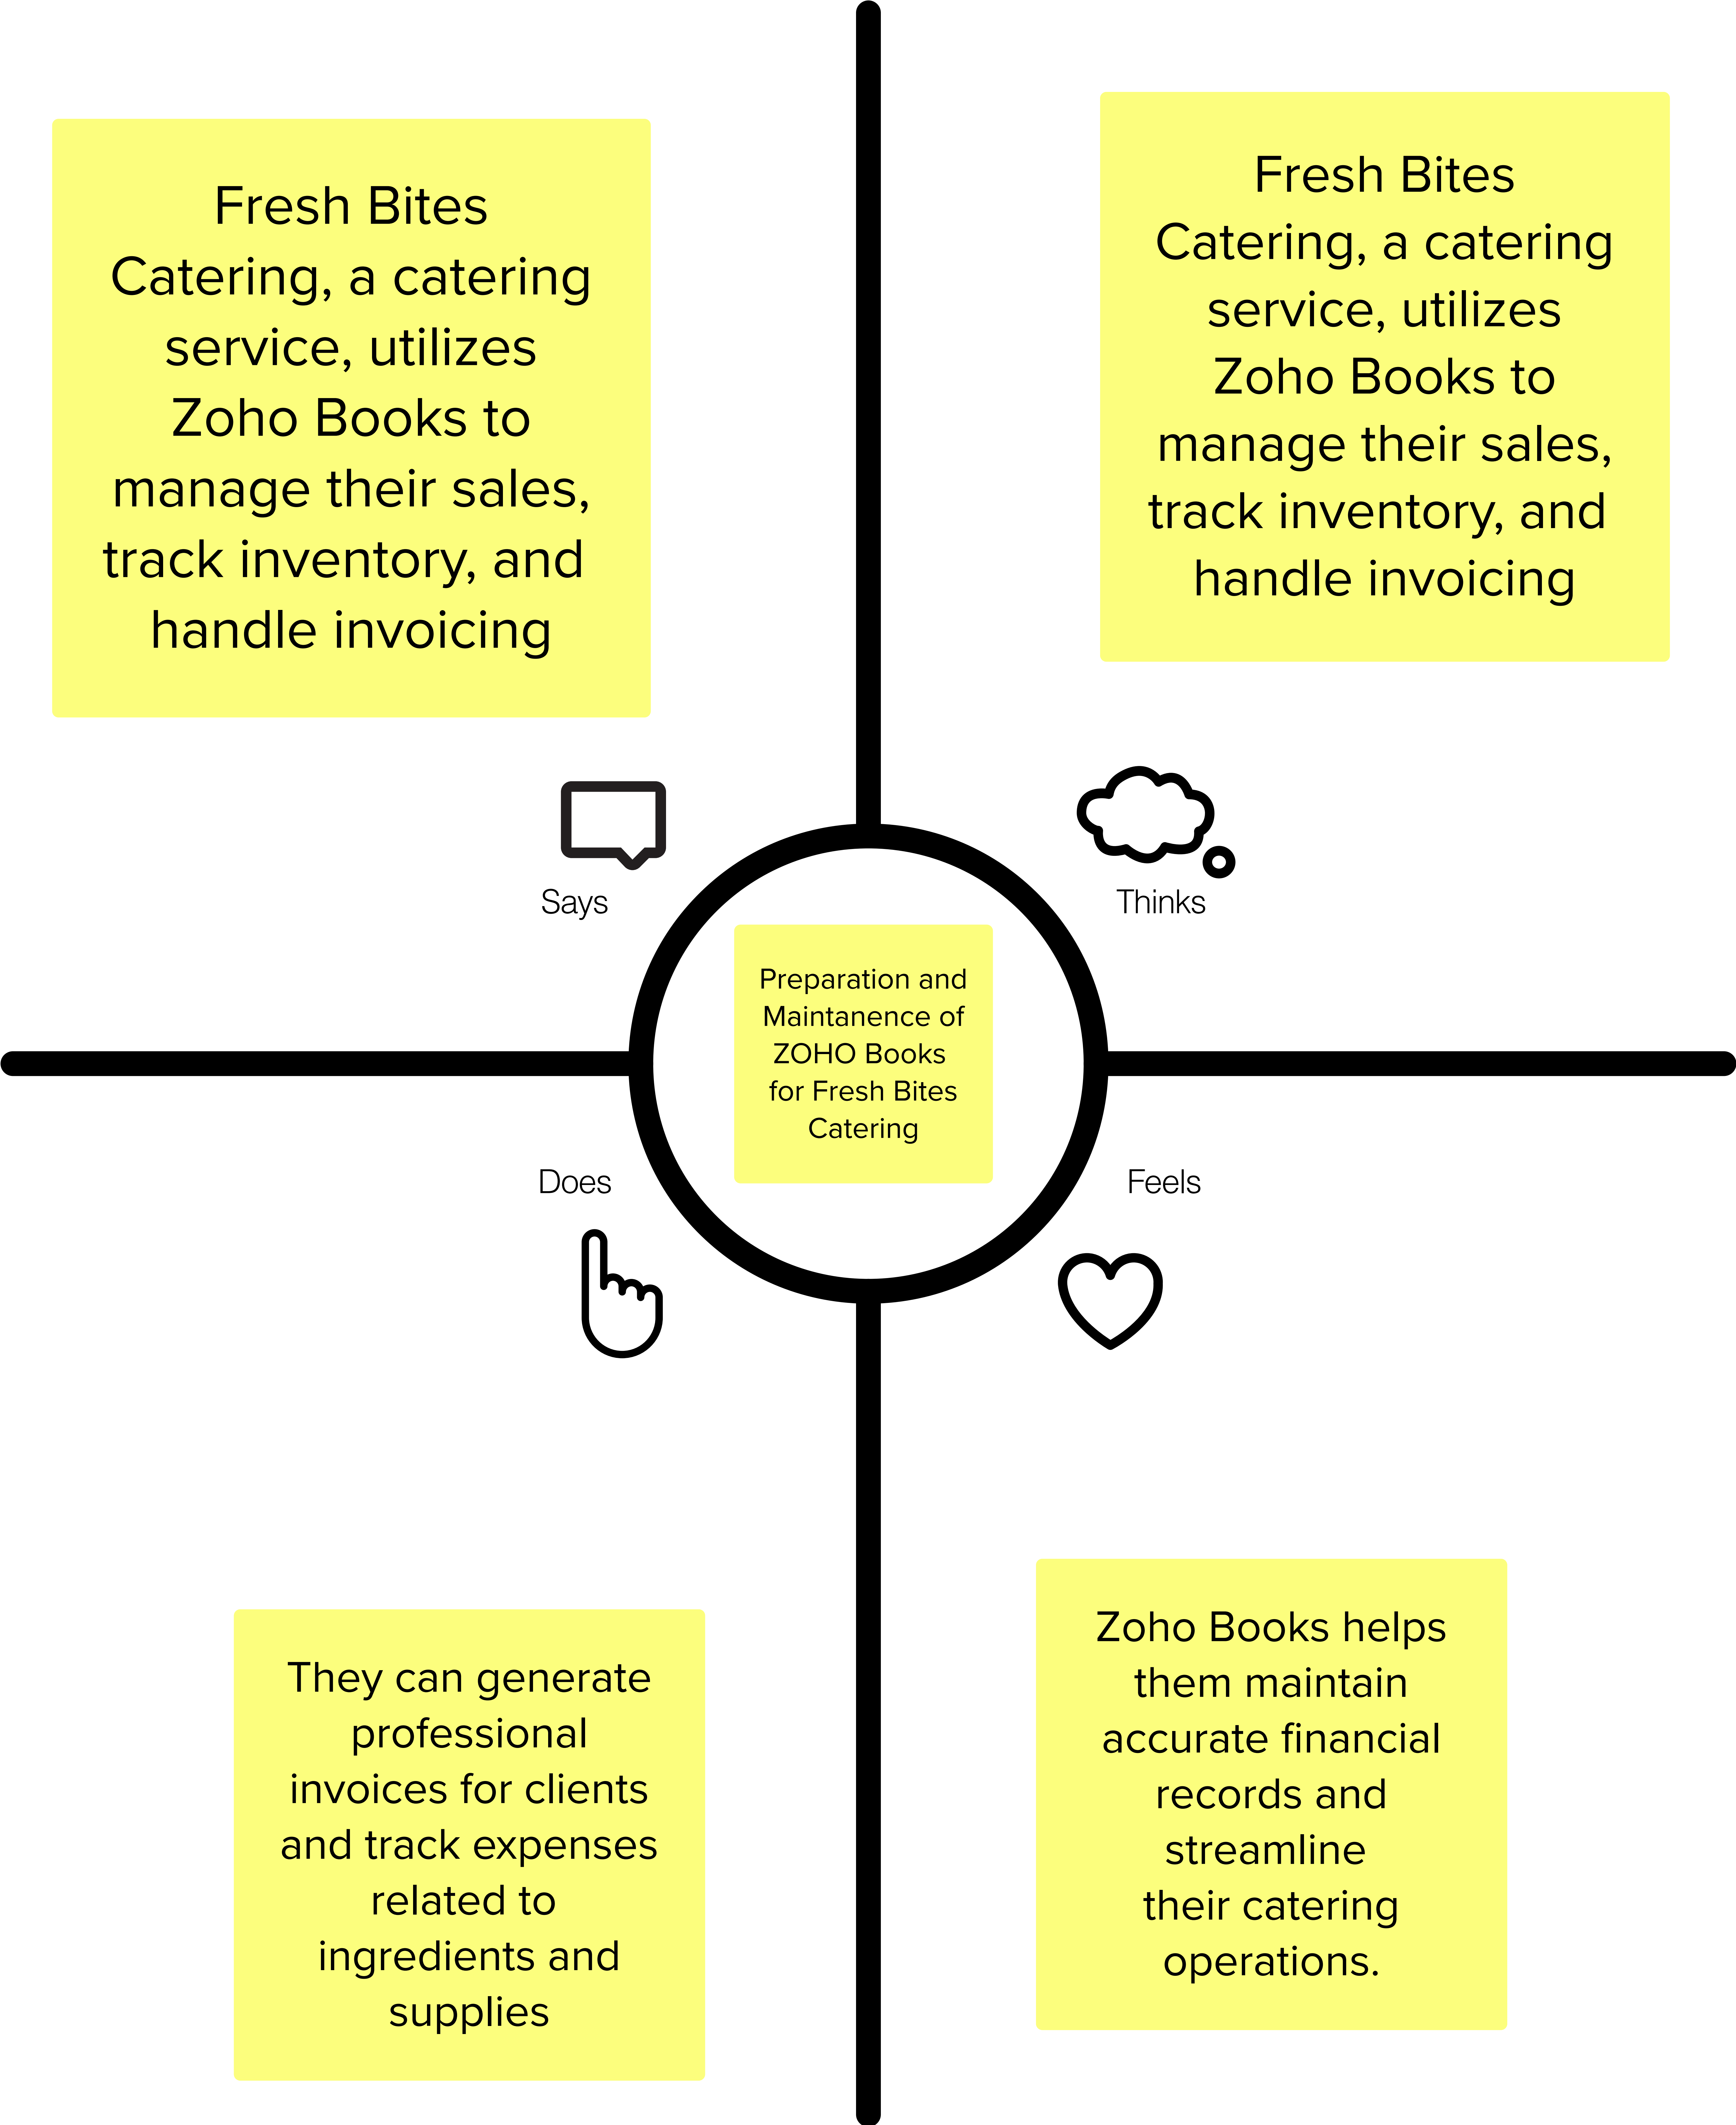 Fresh Bites
Catering, a catering
service, utilizes
Zoho Books to
manage their sales,
track inventory, and
handle invoicing
Fresh Bites
Catering, a catering
service, utilizes
Zoho Books to
manage their sales,
track inventory, and
handle invoicing
Says
Thinks
Preparation and
Maintanence of
ZOHO Books
for Fresh Bites
Catering
Does
Feels
They can generate
professional
invoices for clients
and track expenses
related to
ingredients and
supplies
Zoho Books helps
them maintain
accurate financial
records and
streamline
their catering
operations.